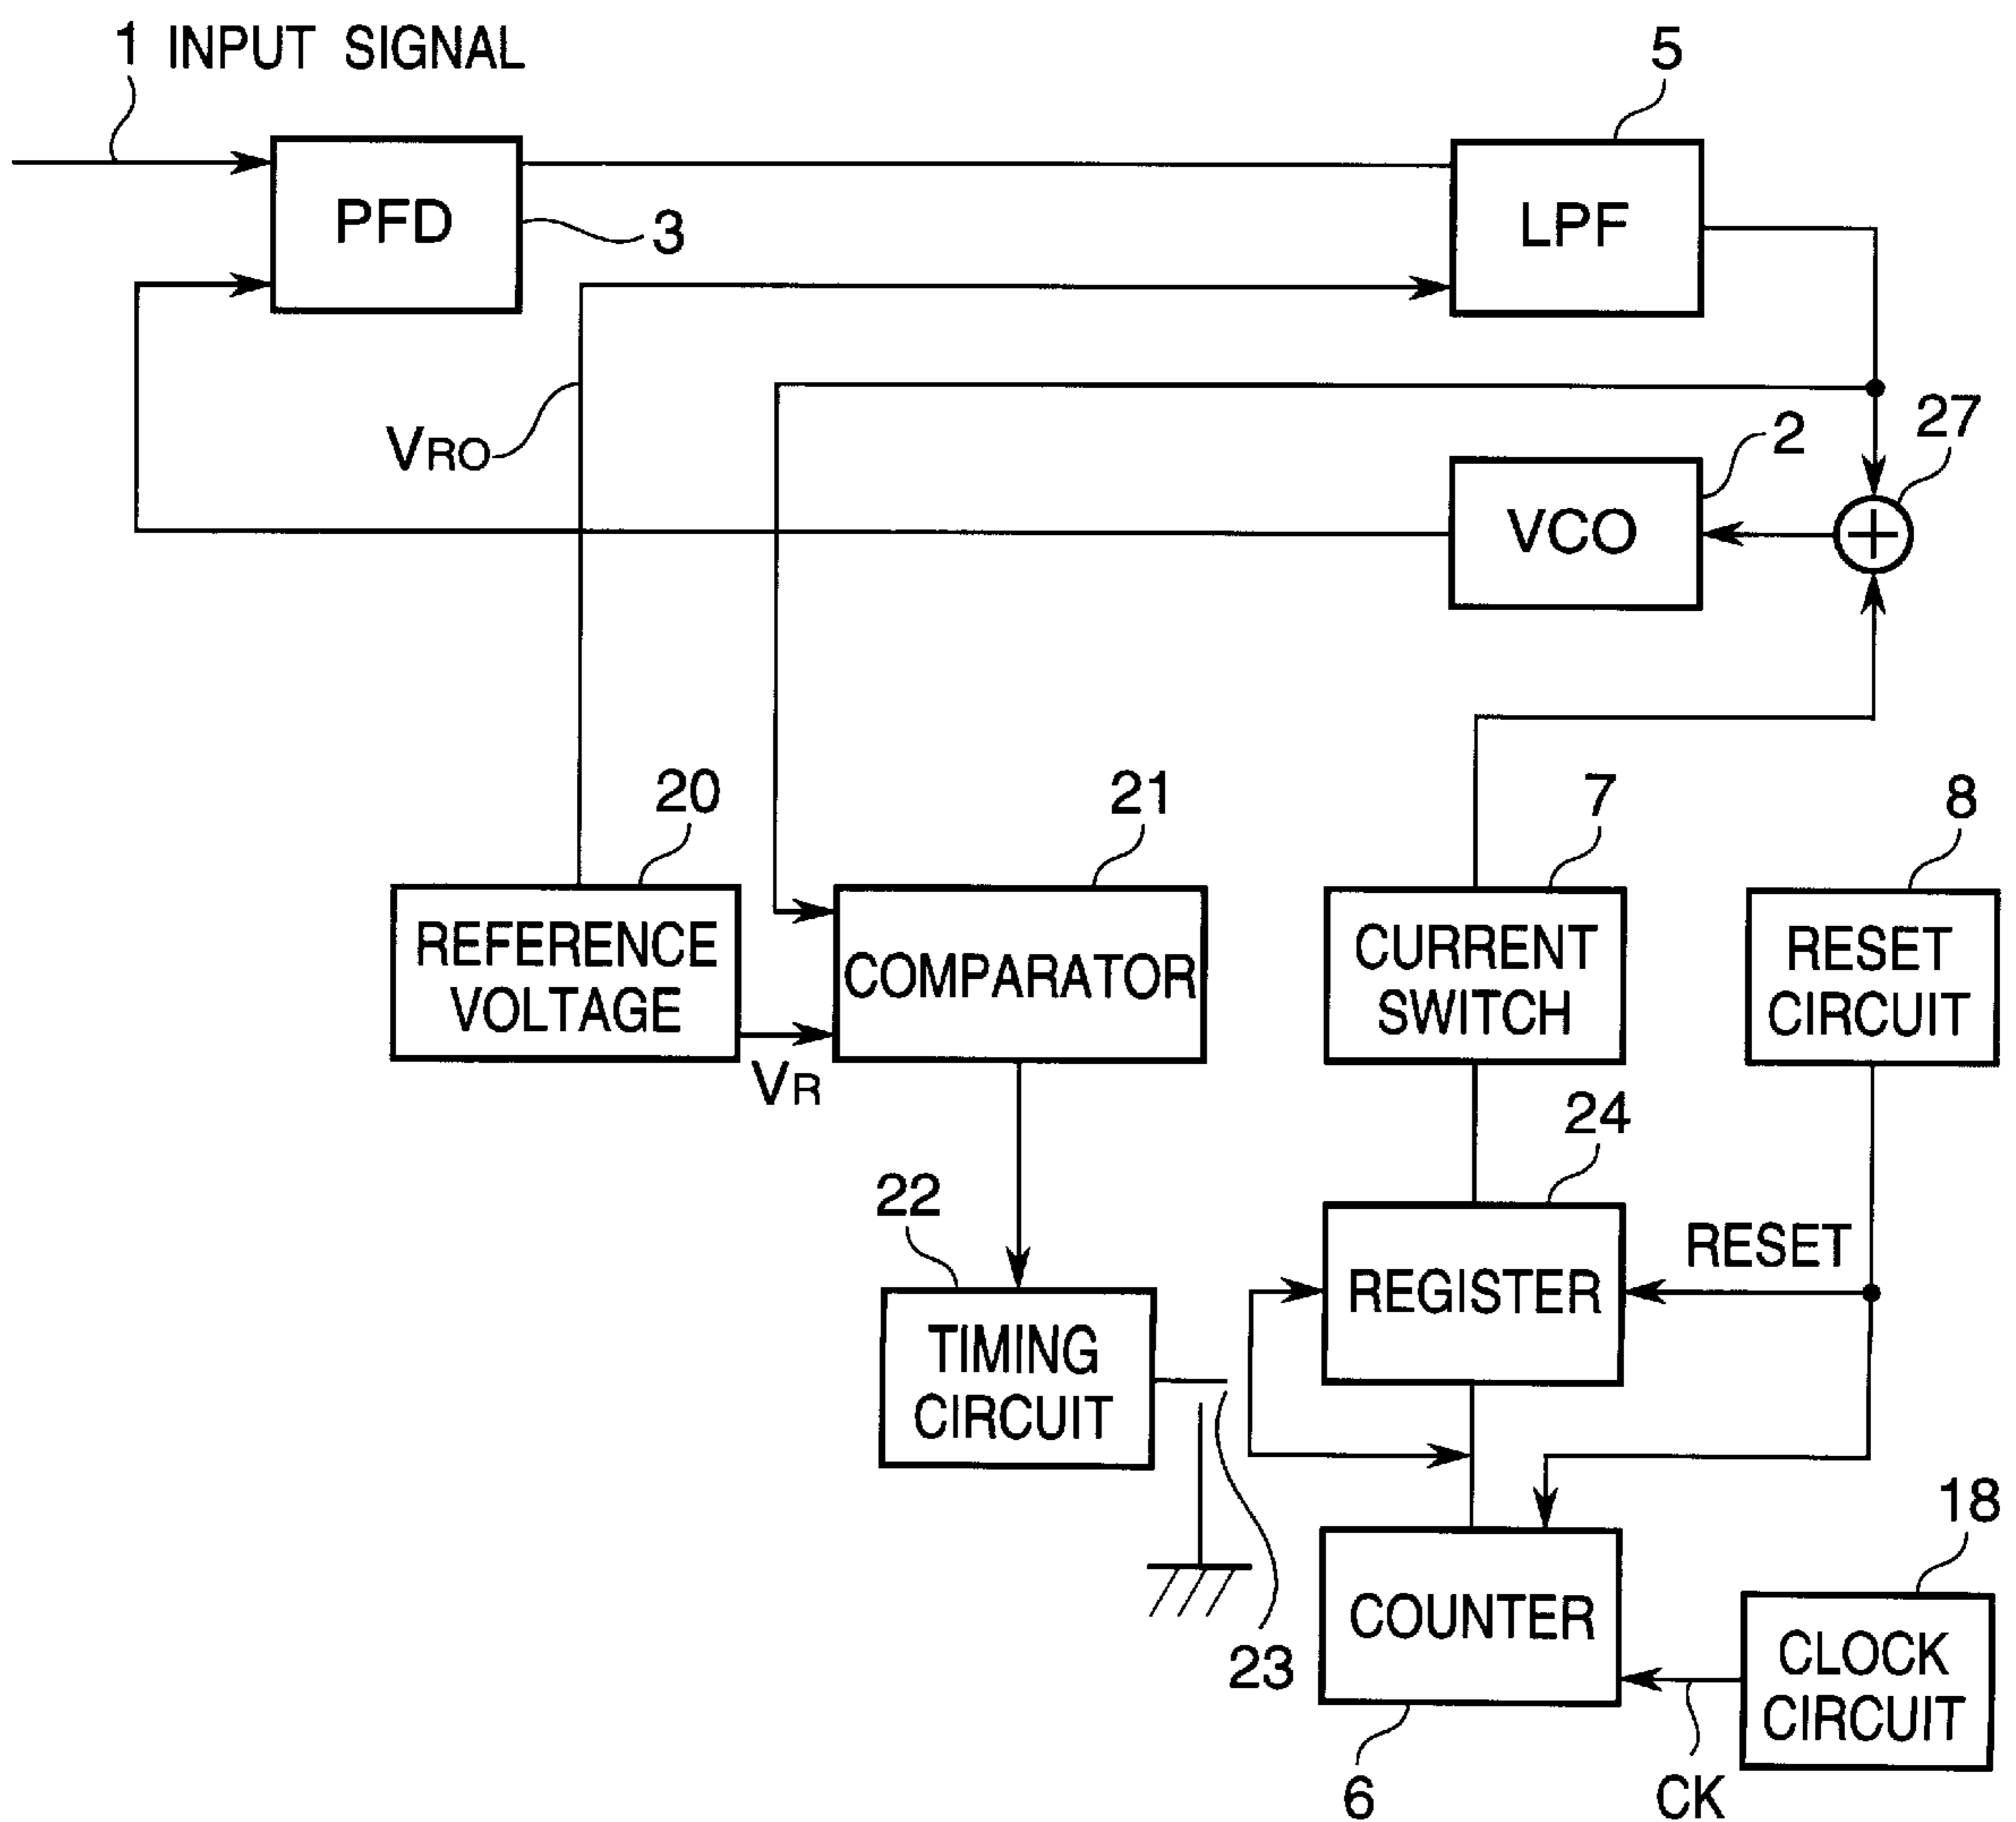 1 INPUT SIGNAL
5
PFD
LPF
3
27
2
VRO
VCO
20
21
7
8
REFERENCE
VOLTAGE
COMPARATOR
CURRENT
SWITCH
RESET
CIRCUIT
VR
24
22
RESET
REGISTER
TIMING
CIRCUIT
18
COUNTER
23
CLOCK
CIRCUIT
6
CK